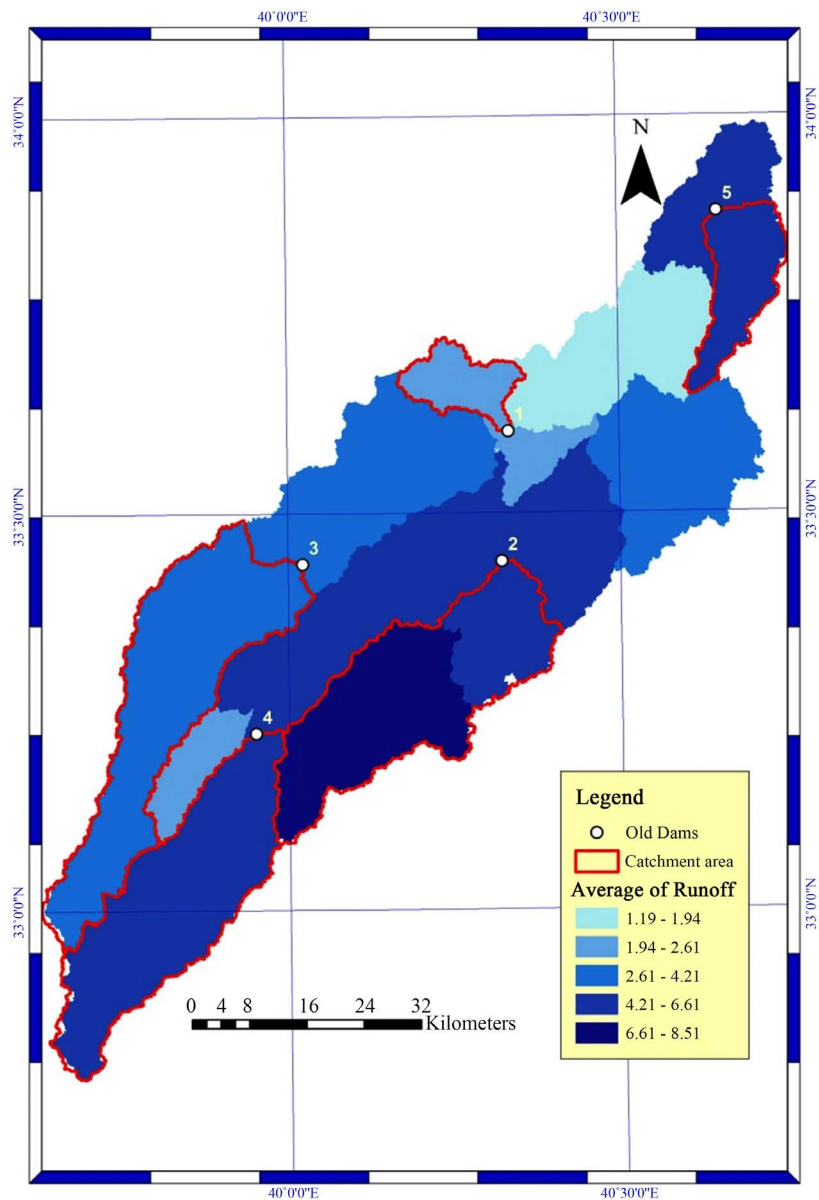 40°0'0"E 40°30'0"E
34°0'0"N 34°0'0"N
N
5
1
33°30'0"N 33°30'0"N
3 2
4
Legend
Old Dams
Catchment area
Average of Runoff
1.19 - 1.94
1.94 - 2.61
2.61 - 4.21
4.21 - 6.61
6.61 - 8.51
33°0'0"N 33°0'0"N
0 4 8 16 24 32
Kilometers
40°0'0"E 40°30'0"E